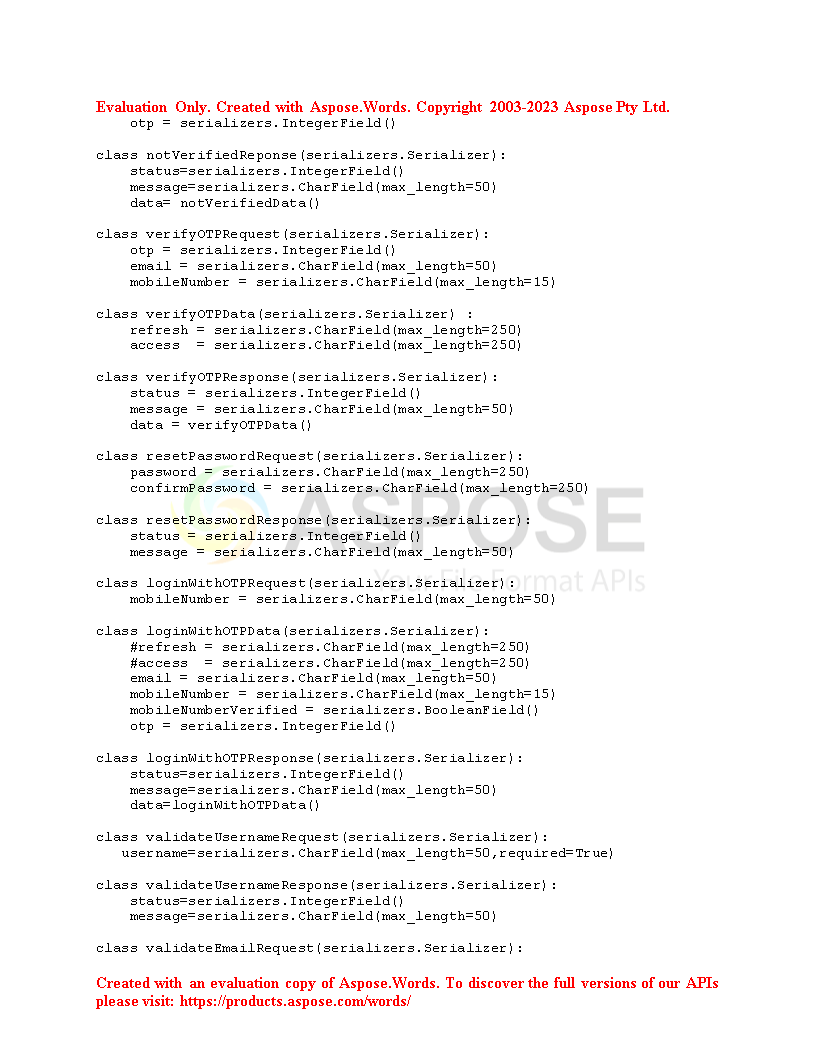 Evaluation Only. Created with Aspose.Words. Copyright 2003-2023 Aspose Pty Ltd.
    otp = serializers.IntegerField()

class notVerifiedReponse(serializers.Serializer):
    status=serializers.IntegerField()
    message=serializers.CharField(max_length=50)
    data= notVerifiedData()

class verifyOTPRequest(serializers.Serializer):
    otp = serializers.IntegerField()
    email = serializers.CharField(max_length=50)
    mobileNumber = serializers.CharField(max_length=15)

class verifyOTPData(serializers.Serializer) :
    refresh = serializers.CharField(max_length=250)
    access  = serializers.CharField(max_length=250)

class verifyOTPResponse(serializers.Serializer):
    status = serializers.IntegerField()
    message = serializers.CharField(max_length=50)
    data = verifyOTPData()

class resetPasswordRequest(serializers.Serializer):
    password = serializers.CharField(max_length=250)
    confirmPassword = serializers.CharField(max_length=250)

class resetPasswordResponse(serializers.Serializer):
    status = serializers.IntegerField()
    message = serializers.CharField(max_length=50)
ASPOSE
Your File Format APIs

class loginWithOTPRequest(serializers.Serializer):
    mobileNumber = serializers.CharField(max_length=50)

class loginWithOTPData(serializers.Serializer):
    #refresh = serializers.CharField(max_length=250)
    #access  = serializers.CharField(max_length=250)
    email = serializers.CharField(max_length=50)
    mobileNumber = serializers.CharField(max_length=15)
    mobileNumberVerified = serializers.BooleanField()
    otp = serializers.IntegerField()

class loginWithOTPResponse(serializers.Serializer):
    status=serializers.IntegerField()
    message=serializers.CharField(max_length=50)
    data=loginWithOTPData()

class validateUsernameRequest(serializers.Serializer):
   username=serializers.CharField(max_length=50,required=True)

class validateUsernameResponse(serializers.Serializer):
    status=serializers.IntegerField()
    message=serializers.CharField(max_length=50)

class validateEmailRequest(serializers.Serializer):

Created with an evaluation copy of Aspose.Words. To discover the full versions of our APIs
please visit: https://products.aspose.com/words/